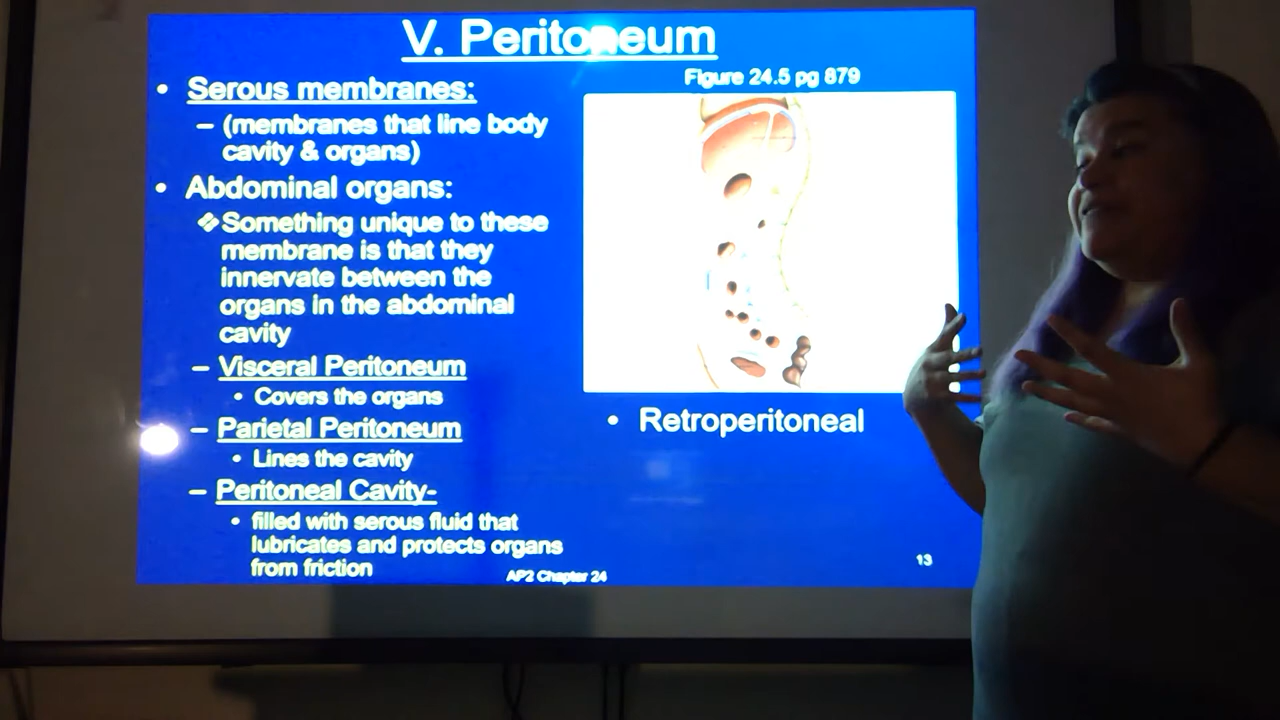 V. Peritoneum
• Serous membranes:
– (membranes that line body
cavity & organs)
• Abdominal organs:
❖Something unique to these
membrane is that they
innervate between the
organs in the abdominal
cavity
– Visceral Peritoneum
• Covers the organs
– Parietal Peritoneum
• Lines the cavity
– Peritoneal Cavity-
• filled with serous fluid that
lubricates and protects organs
from friction
Figure 24.5 pg 879
• Retroperitoneal
AP2 Chapter 24
13